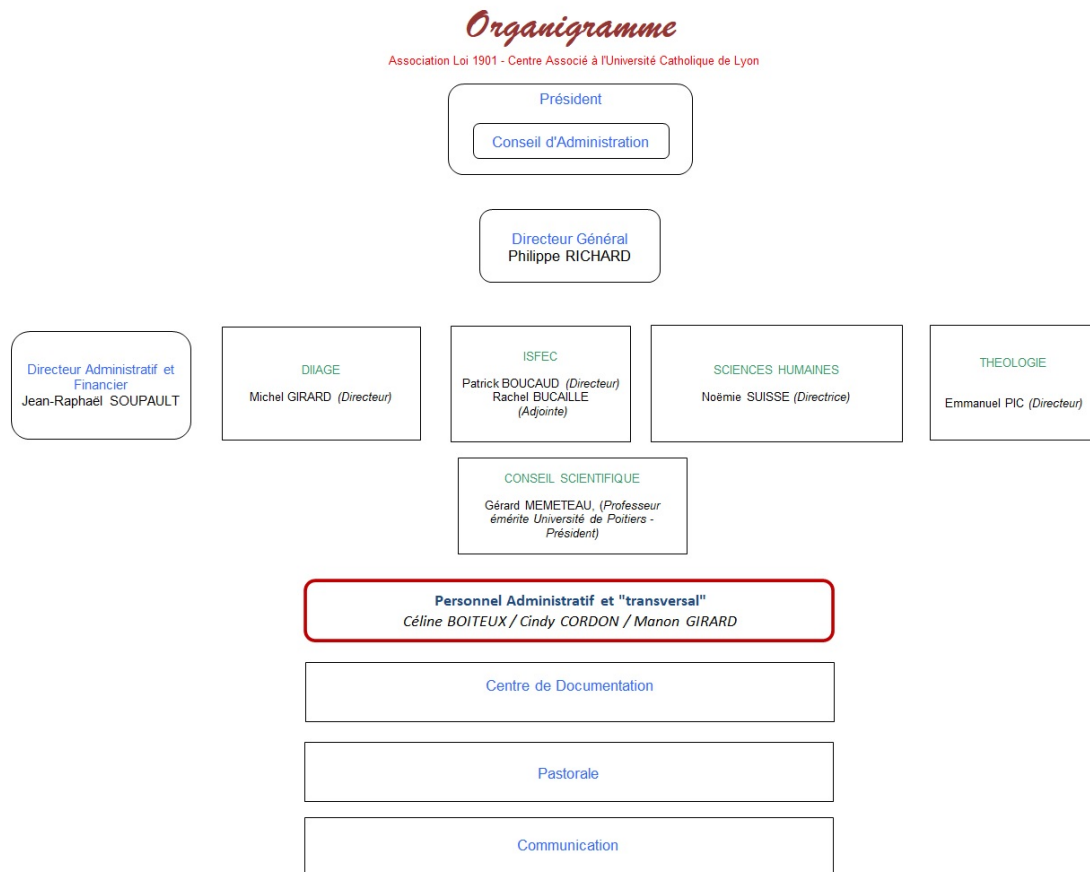 Organigramme
Association Loi 1901 - Centre Associé à l'Université Catholique de Lyon
Président
Conseil d'Administration
Directeur Général
Philippe RICHARD
Directeur Administratif et
Financier
Jean-Raphaël SOUPAULT
DIIAGE
Michel GIRARD (Directeur)
ISFEC
Patrick BOUCAUD (Directeur)
Rachel BUCAILLE
(Adjointe)
SCIENCES HUMAINES
Noëmie SUISSE (Directrice)
THEOLOGIE
Emmanuel PIC (Directeur)
CONSEIL SCIENTIFIQUE
Gérard MEMETEAU, (Professeur
émérite Université de Poitiers -
Président)
Personnel Administratif et "transversal"
Céline BOITEUX / Cindy CORDON / Manon GIRARD
Centre de Documentation
Pastorale
Communication